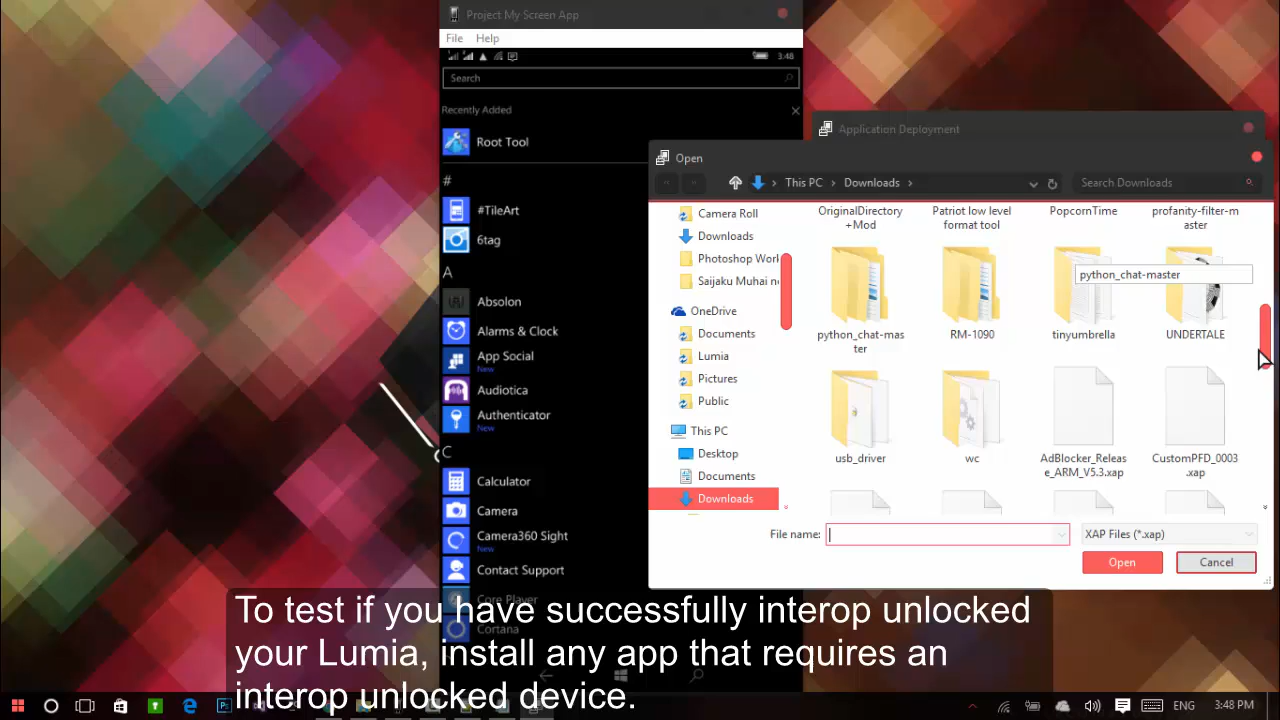 Project My Screen App
File Help
3:48
Search
Recently Added
Root Tool
#
#TileArt
6tag
A
Absolon
Alarms & Clock
App Social
New
Audiotica
Authenticator
New
C
Calculator
Camera
Camera360 Sight
New
Contact Support
Core Player
Cortana
Application Deployment
Open
This PC
Downloads
Search Downloads
Camera Roll
Downloads
Photoshop Work
Saijaku Muhai n
OneDrive
Documents
Lumia
Pictures
Public
This PC
Desktop
Documents
Downloads
OriginalDirectory
+Mod
Patriot low level
format tool
PopcornTime
profanity-filter-m
aster
python_chat-master
python_chat-mas
ter
RM-1090
tinyumbrella
UNDERTALE
usb_driver
wc
AdBlocker_Releas
e_ARM_V5.3.xap
CustomPFD_0003
.xap
File name:
XAP Files (*.xap)
Open
Cancel
To test if you have successfully interop unlocked
your Lumia, install any app that requires an
interop unlocked device.
ENG
3:48 PM